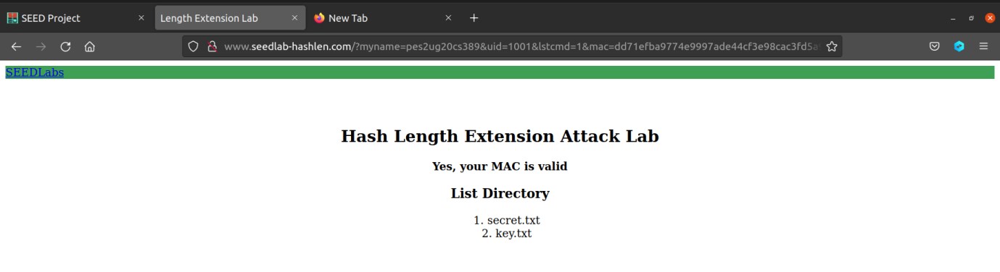 SEED Project
Length Extension Lab
New Tab
www.seedlab-hashlen.com/?myname=pes2ug20cs389&uid=1001&lstcmd=1&mac=dd71efba9774e9997ade44cf3e98cac3fd5a
SEEDLabs
Hash Length Extension Attack Lab
Yes, your MAC is valid
List Directory
1. secret.txt
2. key.txt